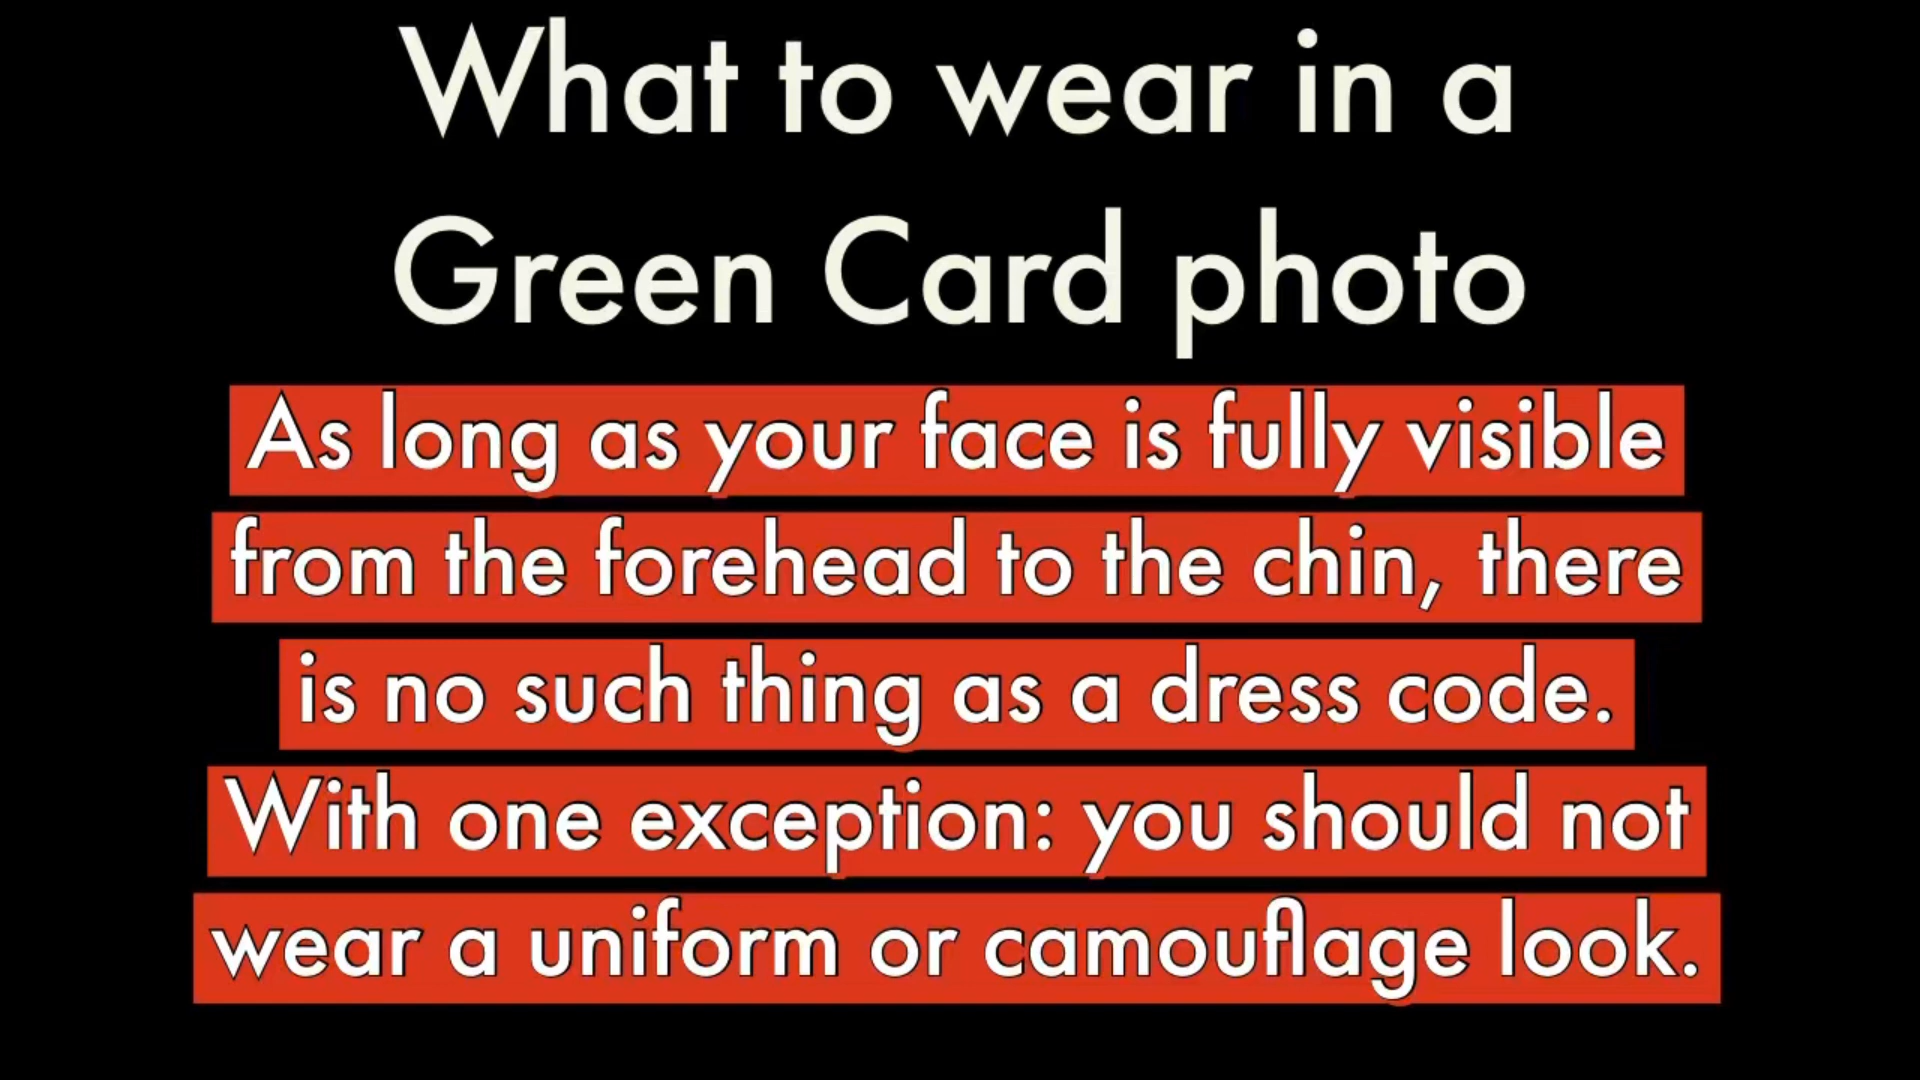 What to wear in a
Green Card photo
As long as your face is fully visible
from the forehead to the chin, there
is no such thing as a dress code.
With one exception: you should not
wear a uniform or camouflage look.